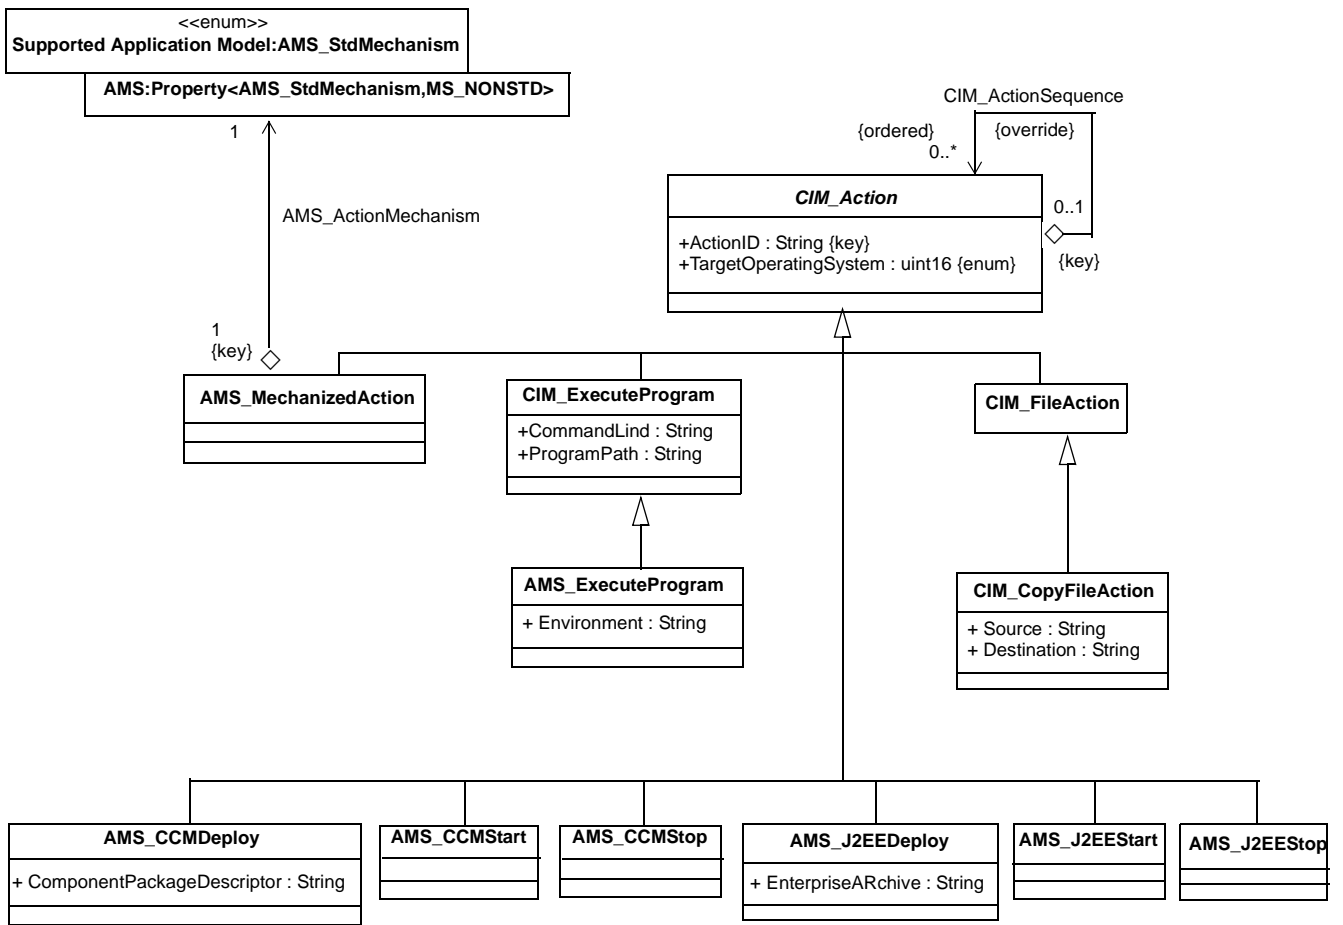 <<enum>>
Supported Application Model:AMS_StdMechanism
AMS:Property<AMS_StdMechanism,MS_NONSTD>
1
AMS_ActionMechanism
1
{key}
CIM_ActionSequence
{ordered}
{override}
0..*
CIM_Action
0..1
+ActionID : String {key}
+TargetOperatingSystem : uint16 {enum}
{key}
AMS_MechanizedAction
CIM_ExecuteProgram
+CommandLind : String
+ProgramPath : String
CIM_FileAction
AMS_ExecuteProgram
+ Environment : String
CIM_CopyFileAction
+ Source : String
+ Destination : String
AMS_CCMDeploy
+ ComponentPackageDescriptor : String
AMS_CCMStart
AMS_CCMStop
AMS_J2EEDeploy
+ EnterpriseARchive : String
AMS_J2EEStart
AMS_J2EEStop